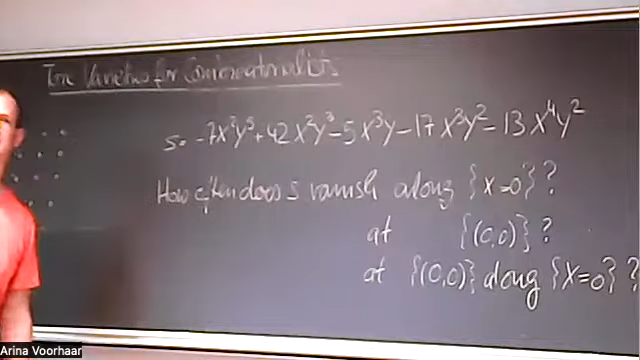 Toric Varieties for Combinatorialists
s = -7x²y⁵ + 42x²y³ - 5x³y - 17x³y² - 13x⁴y²
How often does s vanish along {x=0}?
at {(0,0)}?
at {(0,0)} along {x=0}?
Arina Voorhaar